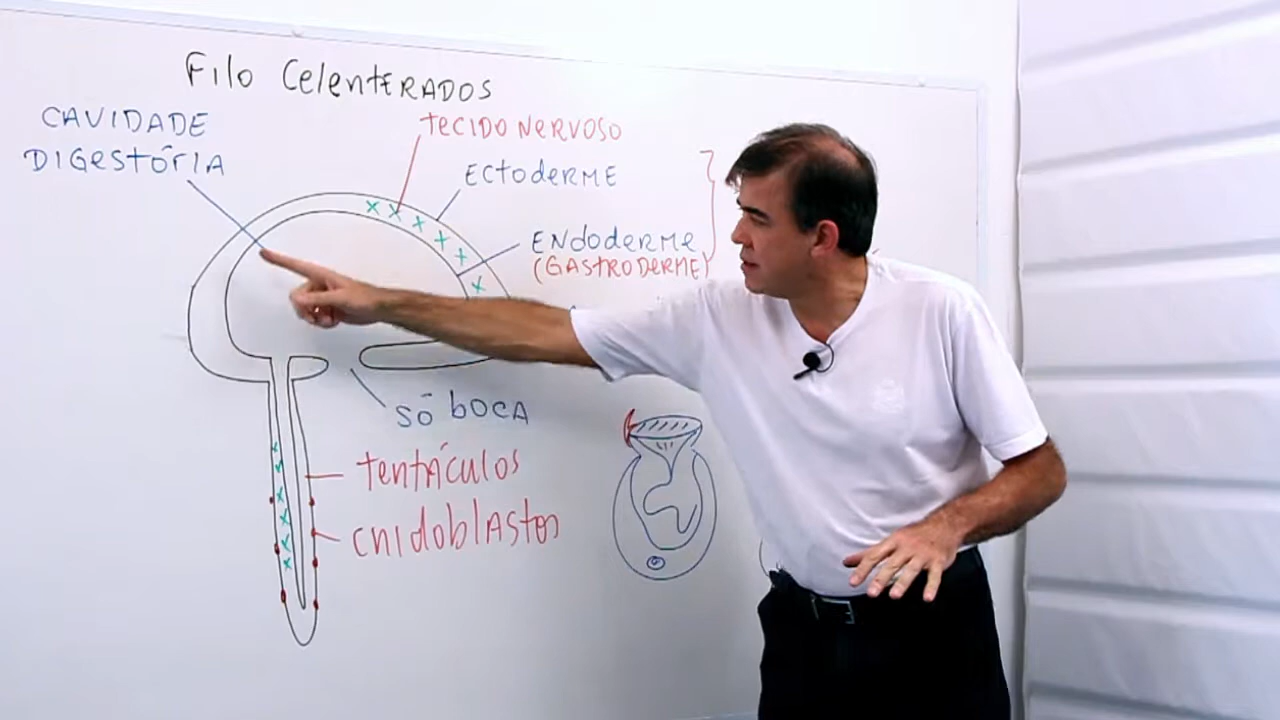 Filo Celenterados
CAVIDADE
DIGESTÓRIA
TECIDO NERVOSO
ECTODERME
ENDODERME
(GASTRODERME)
SÓ BOCA
tentáculos
cnidoblastos